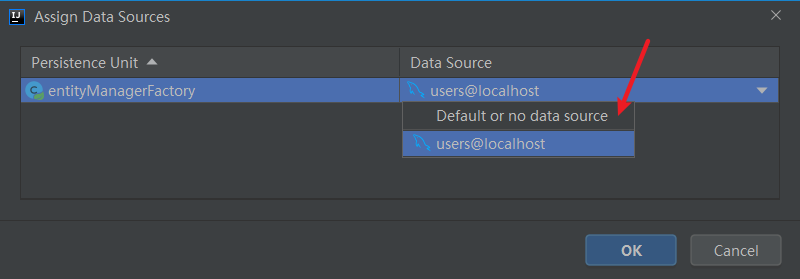 IJ
Assign Data Sources
Persistence Unit
Data Source
C
entityManagerFactory
users@localhost
Default or no data source
users@localhost
OK
Cancel